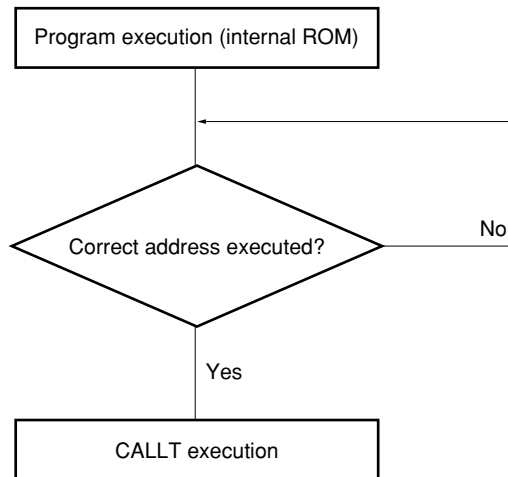 Program execution (internal ROM)
Correct address executed?
No
Yes
CALLT execution